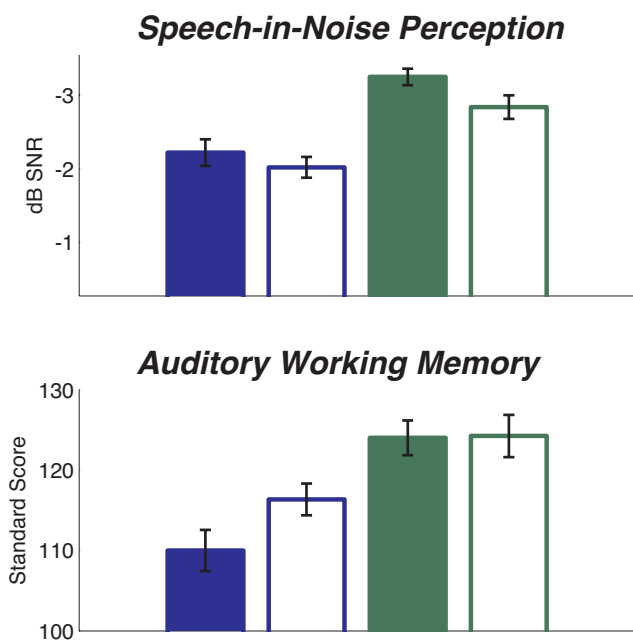 Speech-in-Noise Perception
-3
-2
-1
dB SNR
Auditory Working Memory
130
120
110
100
Standard Score